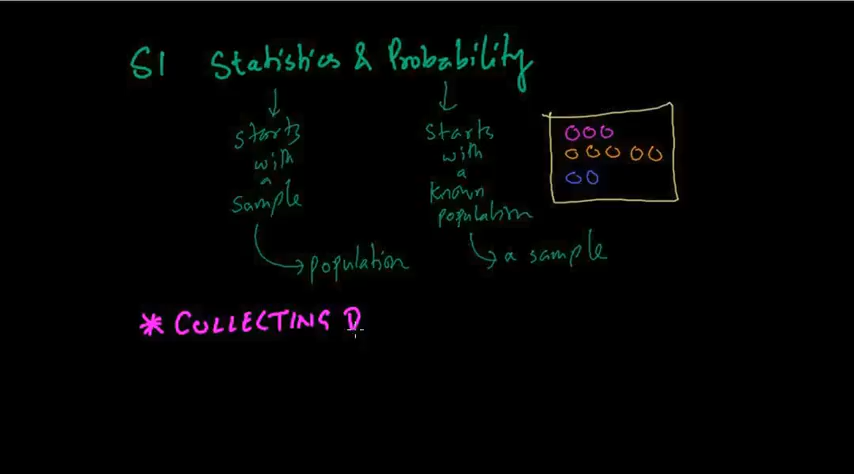 S1 Statistics & Probability
starts
with
a
sample
population
starts
with
a
known
population
a sample
* COLLECTING D